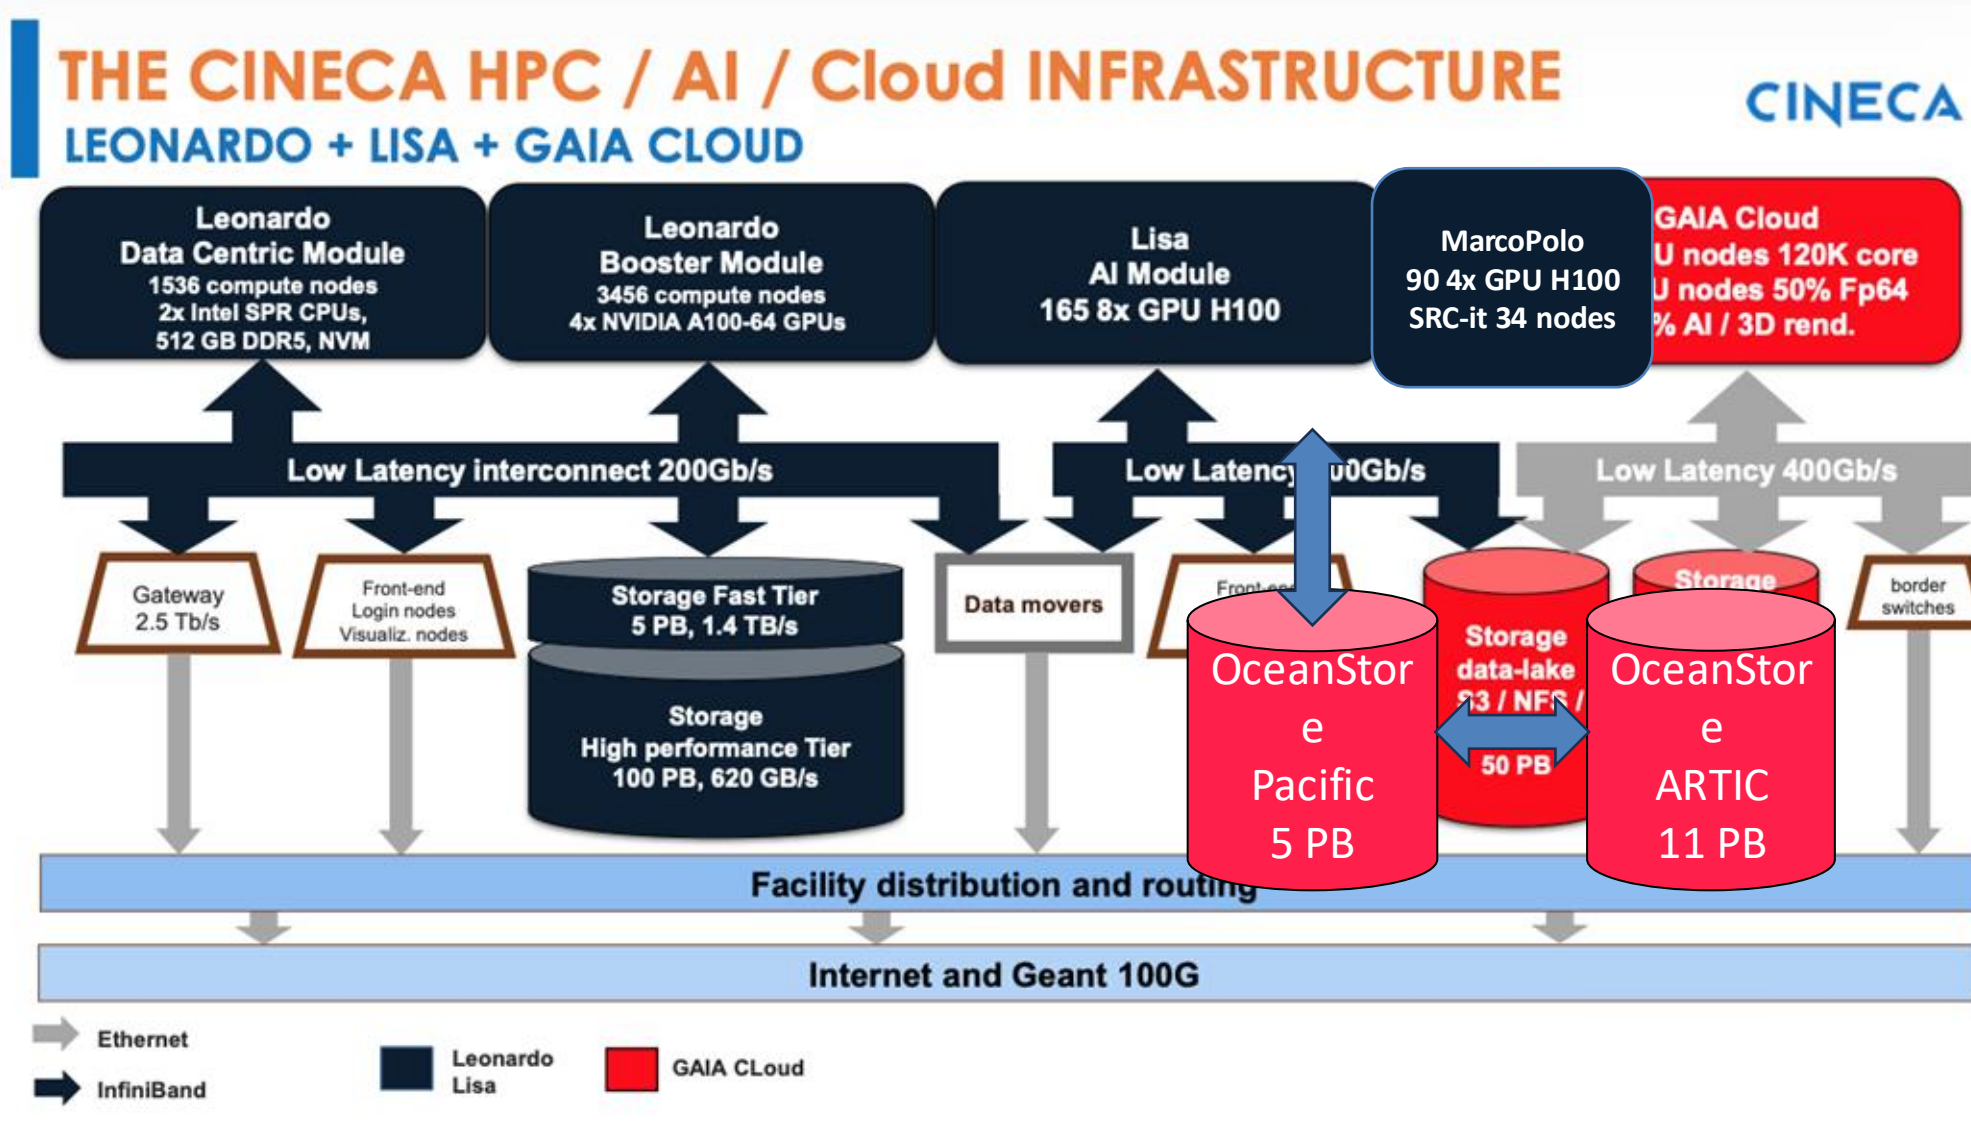 THE CINECA HPC / AI / Cloud INFRASTRUCTURE
LEONARDO + LISA + GAIA CLOUD
CINECA
Leonardo
Data Centric Module
1536 compute nodes
2x Intel SPR CPUs,
512 GB DDR5, NVM
Leonardo
Booster Module
3456 compute nodes
4x NVIDIA A100-64 GPUs
Lisa
AI Module
165 8x GPU H100
MarcoPolo
90 4x GPU H100
SRC-it 34 nodes
GAIA Cloud
U nodes 120K core
U nodes 50% Fp64
% AI / 3D rend.
Low Latency interconnect 200Gb/s
Low Latency 00Gb/s
Low Latency 400Gb/s
Gateway
2.5 Tb/s
Front-end
Login nodes
Visualiz. nodes
Storage Fast Tier
5 PB, 1.4 TB/s
Storage
High performance Tier
100 PB, 620 GB/s
Data movers
OceanStor
e
Pacific
5 PB
Storage
data-lake
S3 / NFS /
50 PB
Storage
OceanStor
e
ARTIC
11 PB
border
switches
Facility distribution and routing
Internet and Geant 100G
Ethernet
InfiniBand
Leonardo
Lisa
GAIA CLoud